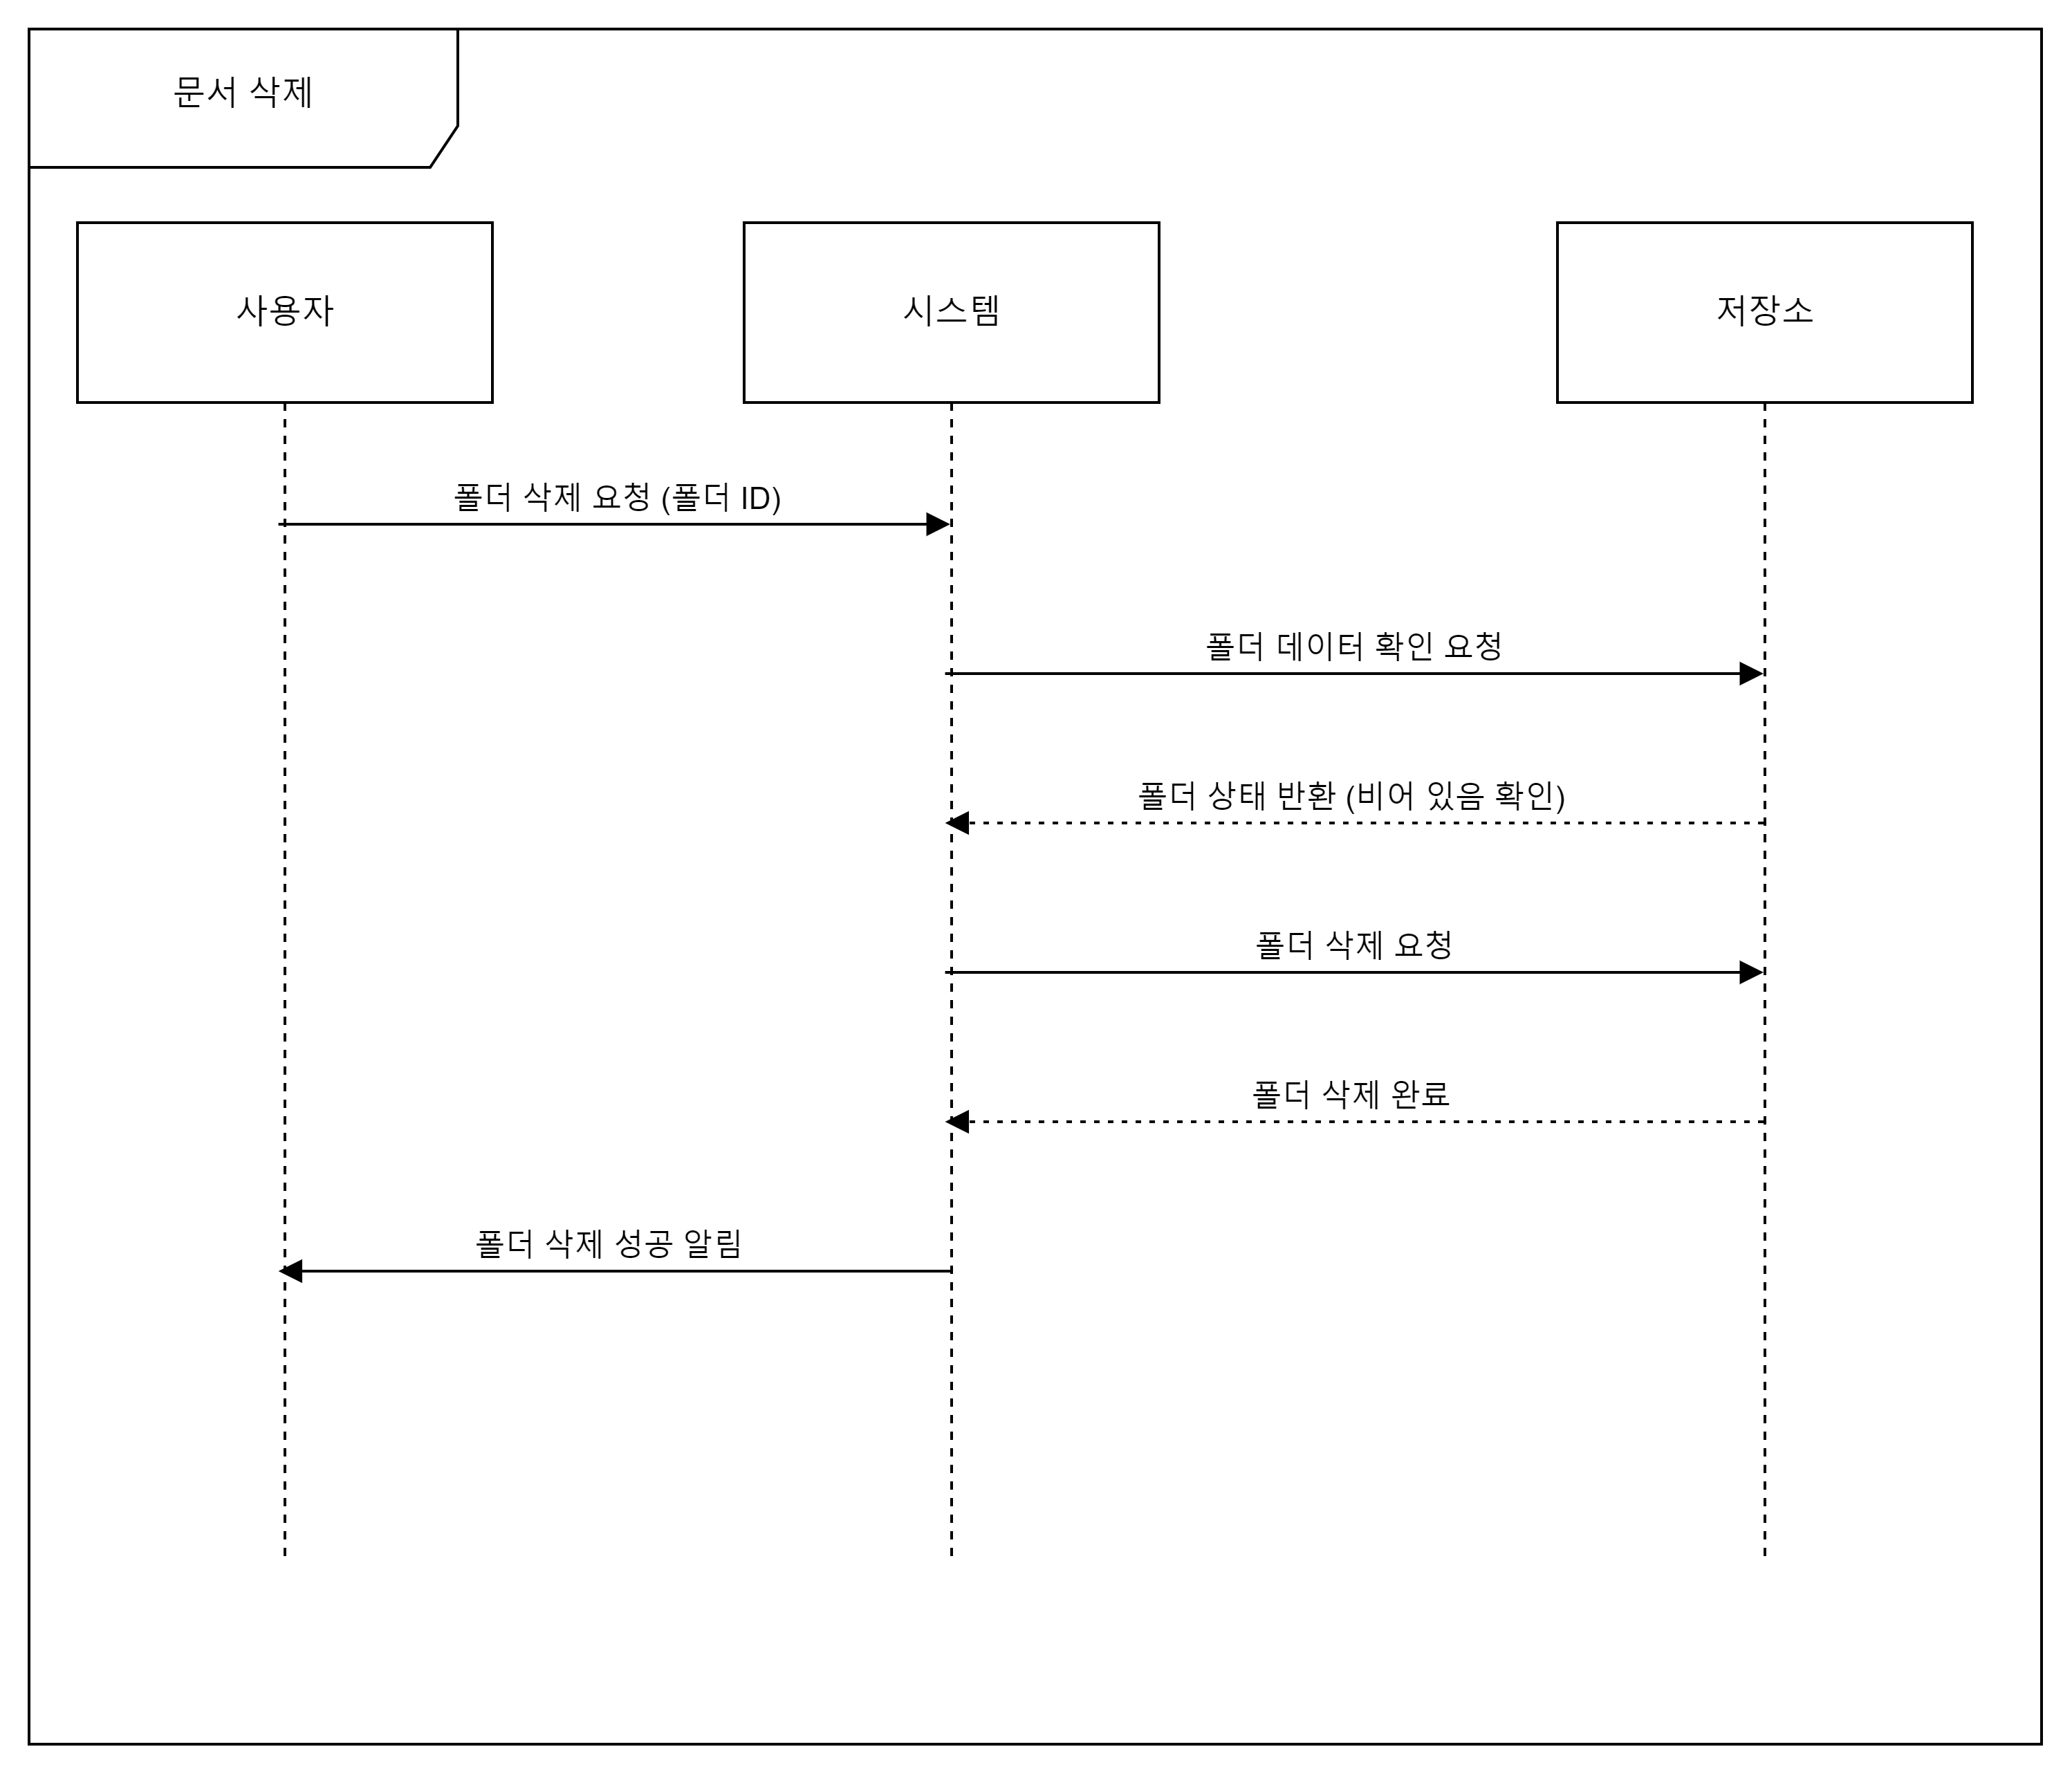 문서 삭제
사용자
시스템
저장소
폴더 삭제 요청 (폴더 ID)
폴더 데이터 확인 요청
폴더 상태 반환 (비어 있음 확인)
폴더 삭제 요청
폴더 삭제 완료
폴더 삭제 성공 알림